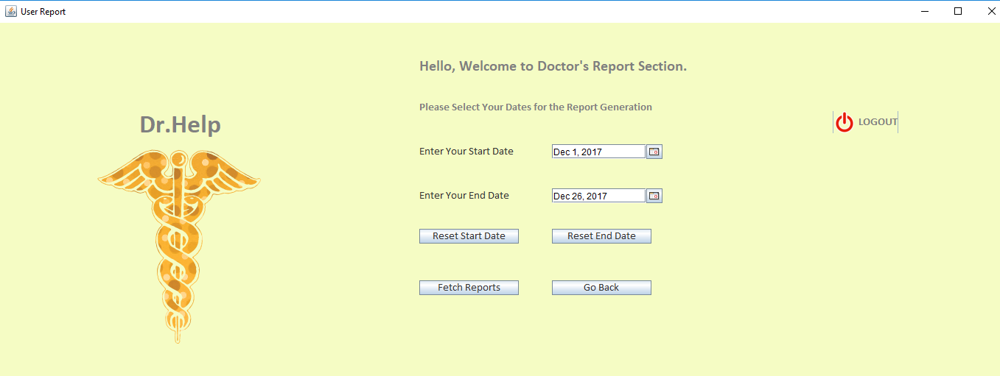 User Report
Hello, Welcome to Doctor's Report Section.
Please Select Your Dates for the Report Generation
Dr.Help
LOGOUT
Enter Your Start Date Dec 1, 2017
Enter Your End Date Dec 26, 2017
Reset Start Date Reset End Date
Fetch Reports Go Back